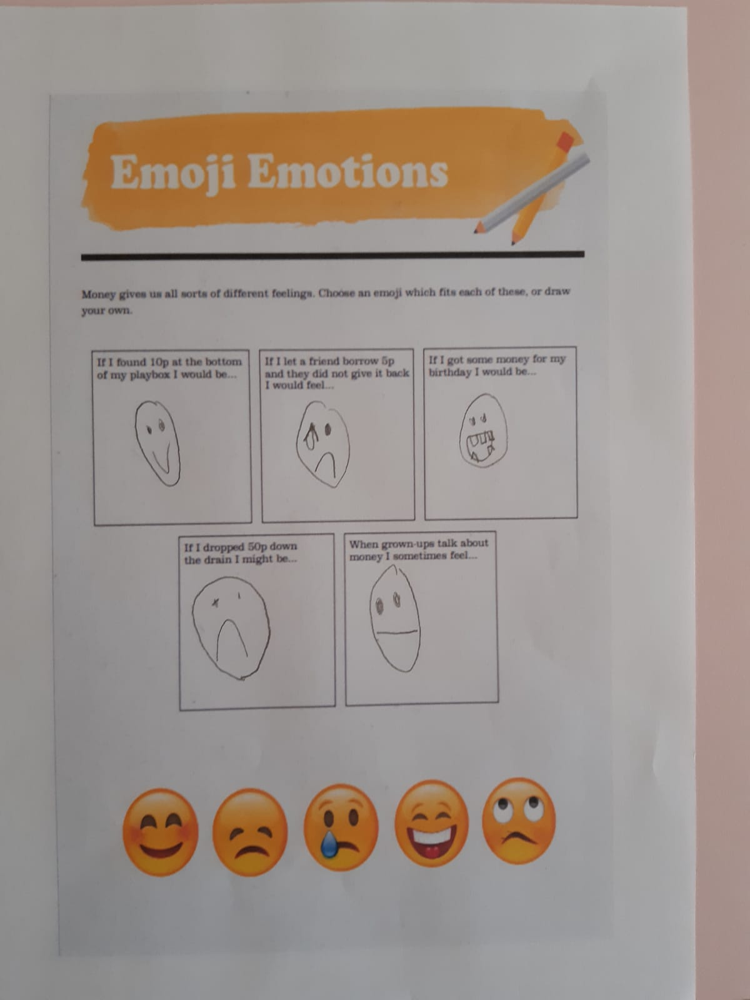 Emoji Emotions
Money gives us all sorts of different feelings. Choose an emoji which fits each of these, or draw
your own.
If I found 10p at the bottom
of my playbox I would be...
If I let a friend borrow 5p
and they did not give it back
I would feel...
If I got some money for my
birthday I would be...
If I dropped 50p down
the drain I might be...
When grown-ups talk about
money I sometimes feel...